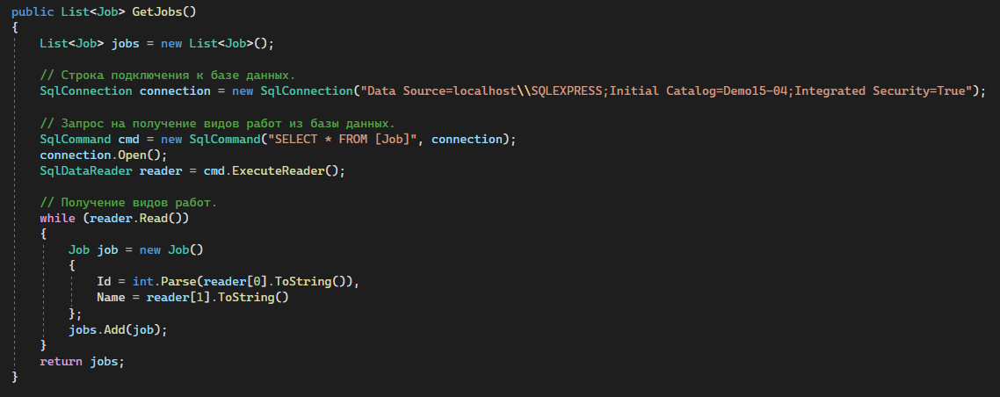 public List<Job> GetJobs()
{
    List<Job> jobs = new List<Job>();
    // Строка подключения к базе данных.
    SqlConnection connection = new SqlConnection("Data Source=localhost\\SQLEXPRESS;Initial Catalog=Demo15-04;Integrated Security=True");
    // Запрос на получение видов работ из базы данных.
    SqlCommand cmd = new SqlCommand("SELECT * FROM [Job]", connection);
    connection.Open();
    SqlDataReader reader = cmd.ExecuteReader();
    // Получение видов работ.
    while (reader.Read())
    {
        Job job = new Job()
        {
            Id = int.Parse(reader[0].ToString()),
            Name = reader[1].ToString()
        };
        jobs.Add(job);
    }
    return jobs;
}